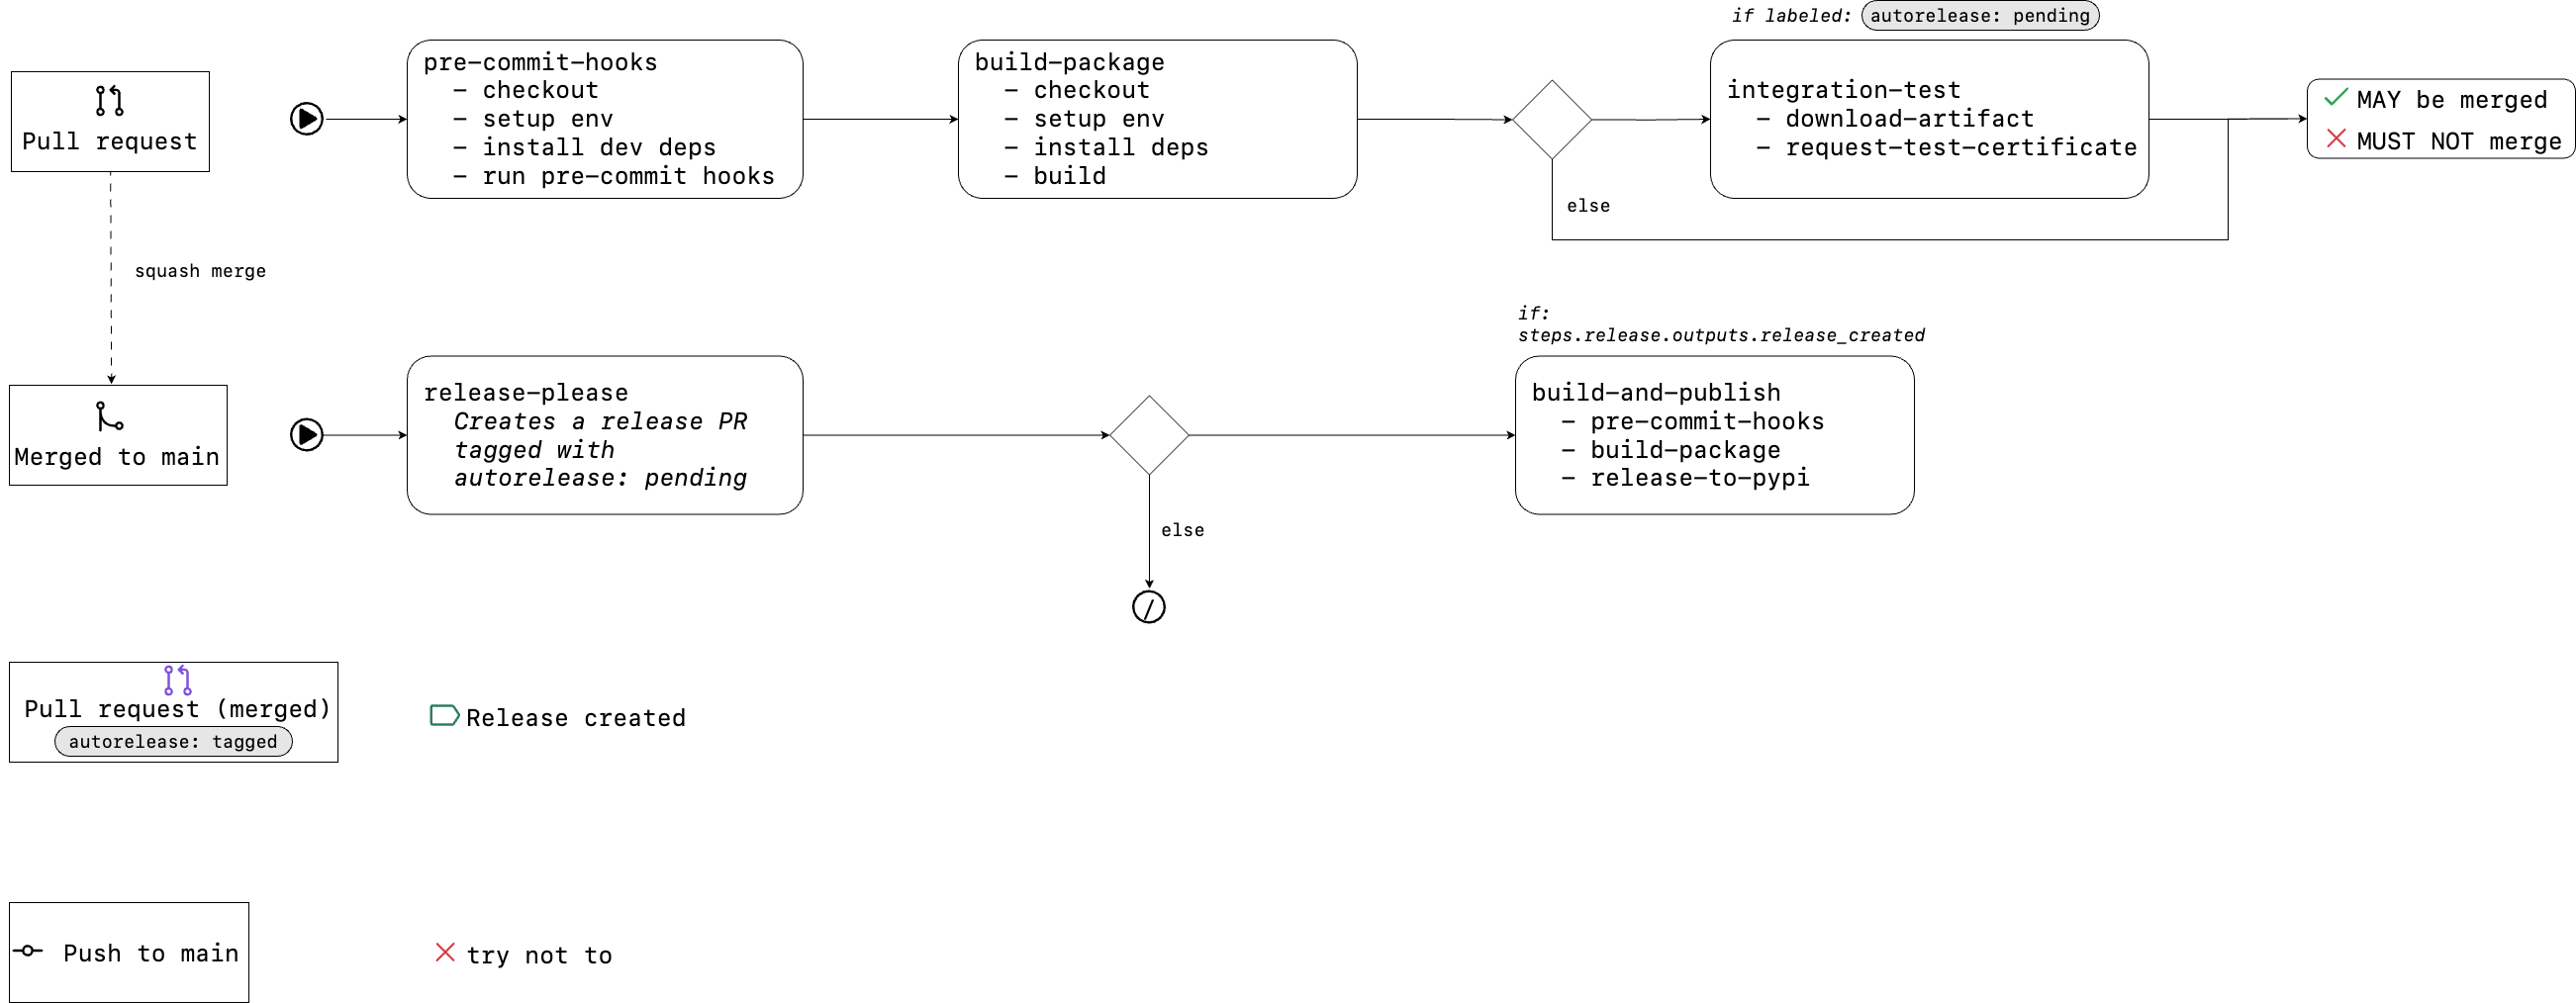 if labeled: autorelease: pending
Pull request
pre-commit-hooks
- checkout
- setup env
- install dev deps
- run pre-commit hooks
build-package
- checkout
- setup env
- install deps
- build
integration-test
- download-artifact
- request-test-certificate
MAY be merged
MUST NOT merge
else
squash merge
if:
steps.release.outputs.release_created
Merged to main
release-please
Creates a release PR
tagged with
autorelease: pending
build-and-publish
- pre-commit-hooks
- build-package
- release-to-pypi
else
Pull request (merged)
autorelease: tagged
Release created
Push to main
try not to